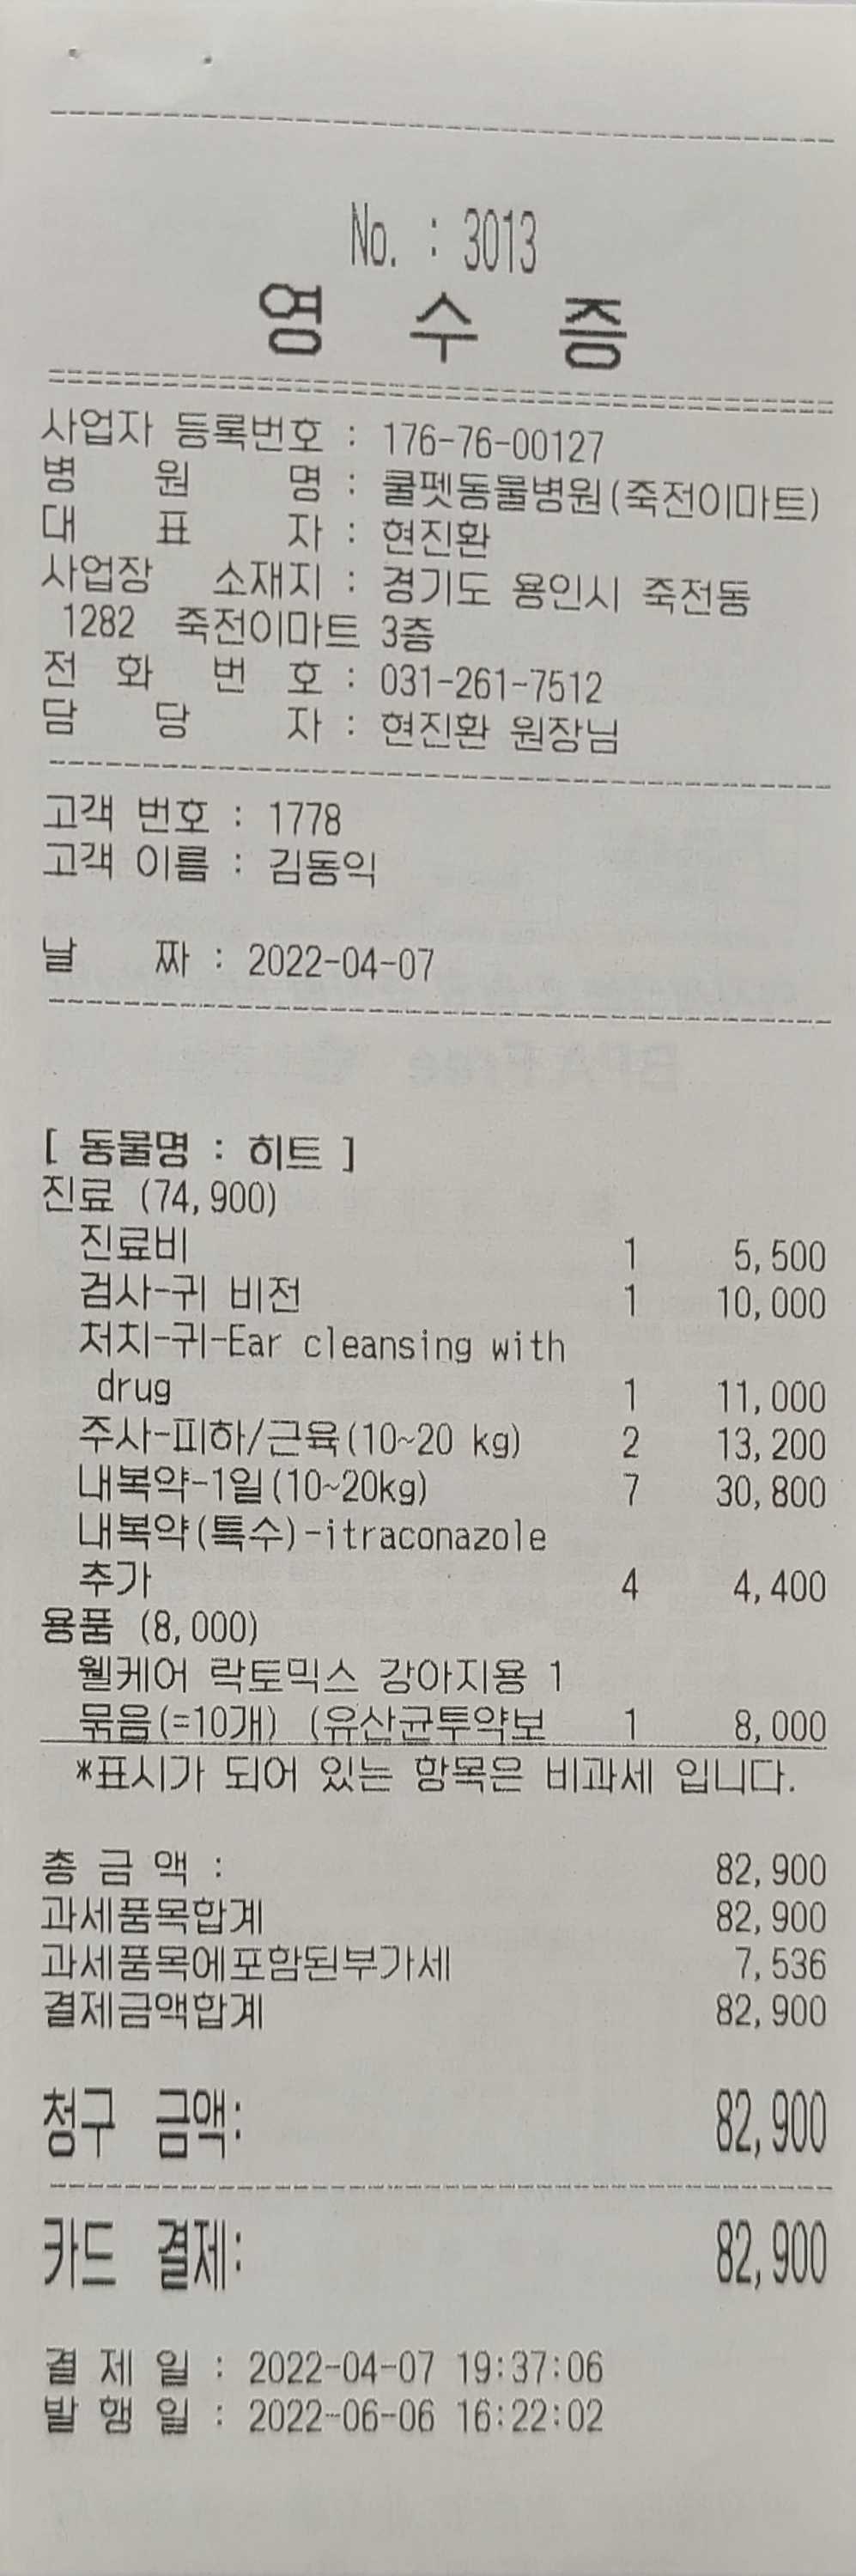 No. : 3013
영 수 증
사업자 등록번호 : 176-76-00127
병 원 명 : 쿨펫동물병원(죽전이마트)
대 표 자 : 현진환
사업장 소재지 : 경기도 용인시 죽전동
1282 죽전이마트 3층
전 화 번 호 : 031-261-7512
담 당 자 : 현진환 원장님
고객 번호 : 1778
고객 이름 : 김동익
날 짜 : 2022-04-07
[ 동물명 : 히트 ]
진료 (74,900)
진료비 1 5,500
검사-귀 비전 1 10,000
처치-귀-Ear cleansing with
drug 1 11,000
주사-피하/근육(10~20 kg) 2 13,200
내복약-1일(10~20kg) 7 30,800
내복약(특수)-itraconazole
추가 4 4,400
용품 (8,000)
웰케어 락토믹스 강아지용 1
묶음(=10개) (유산균투약보 1 8,000
*표시가 되어 있는 항목은 비과세 입니다.
총 금 액 : 82,900
과세품목합계 82,900
과세품목에포함된부가세 7,536
결제금액합계 82,900
청구 금액: 82,900
카드 결제: 82,900
결 제 일 : 2022-04-07 19:37:06
발 행 일 : 2022-06-06 16:22:02